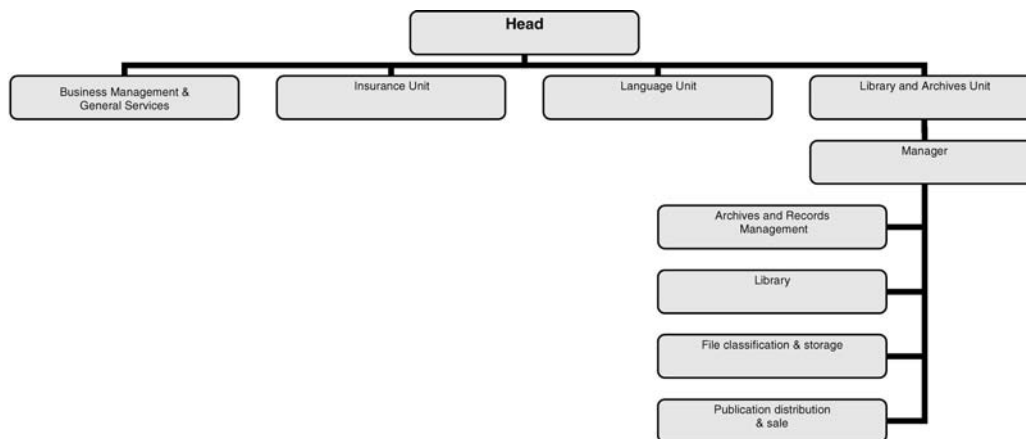 Head
Business Management &
General Services
Insurance Unit
Language Unit
Library and Archives Unit
Manager
Archives and Records
Management
Library
File classification & storage
Publication distribution
& sale